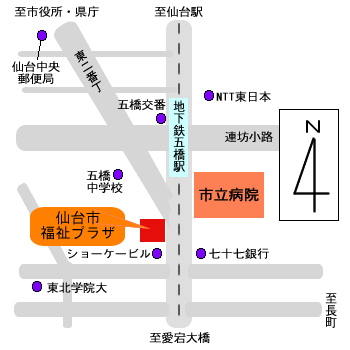 至市役所・県庁
至仙台駅
仙台中央
郵便局
東二番丁
五橋交番
地下鉄五橋駅
NTT東日本
連坊小路
N
五橋
中学校
市立病院
仙台市
福祉プラザ
ショーケービル
七十七銀行
東北学院大
至長町
至愛宕大橋